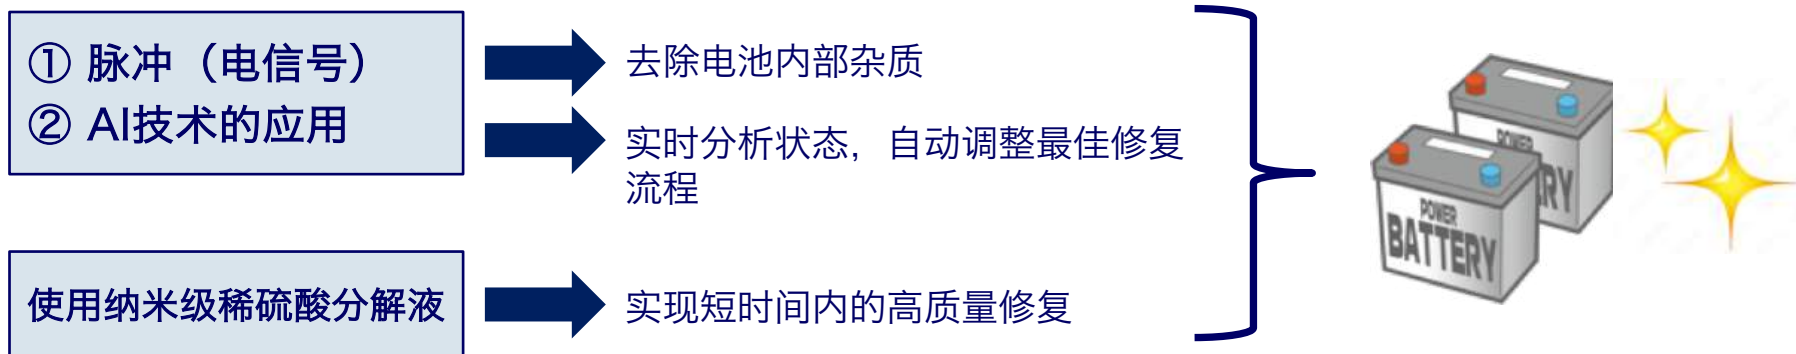 ① 脉冲（电信号）
② AI技术的应用
去除电池内部杂质
实时分析状态，自动调整最佳修复
流程
使用纳米级稀硫酸分解液
实现短时间内的高质量修复
POWER
BATTERY
POWER
BATTERY